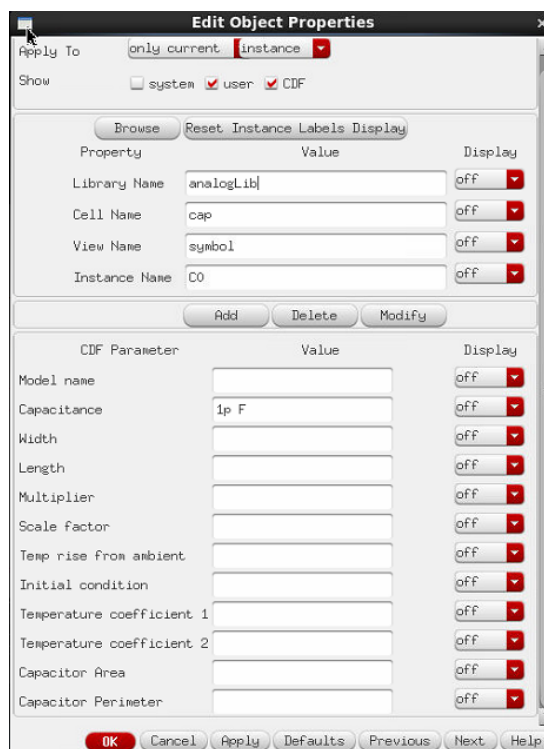 Edit Object Properties
Apply To only current instance
Show system user CDF
Browse Reset Instance Labels Display
Property Value Display
Library Name analogLib off
Cell Name cap off
View Name symbol off
Instance Name C0 off
Add Delete Modify
CDF Parameter Value Display
Model name off
Capacitance 1p F off
Width off
Length off
Multiplier off
Scale factor off
Temp rise from ambient off
Initial condition off
Temperature coefficient 1 off
Temperature coefficient 2 off
Capacitor Area off
Capacitor Perimeter off
OK Cancel Apply Defaults Previous Next Help